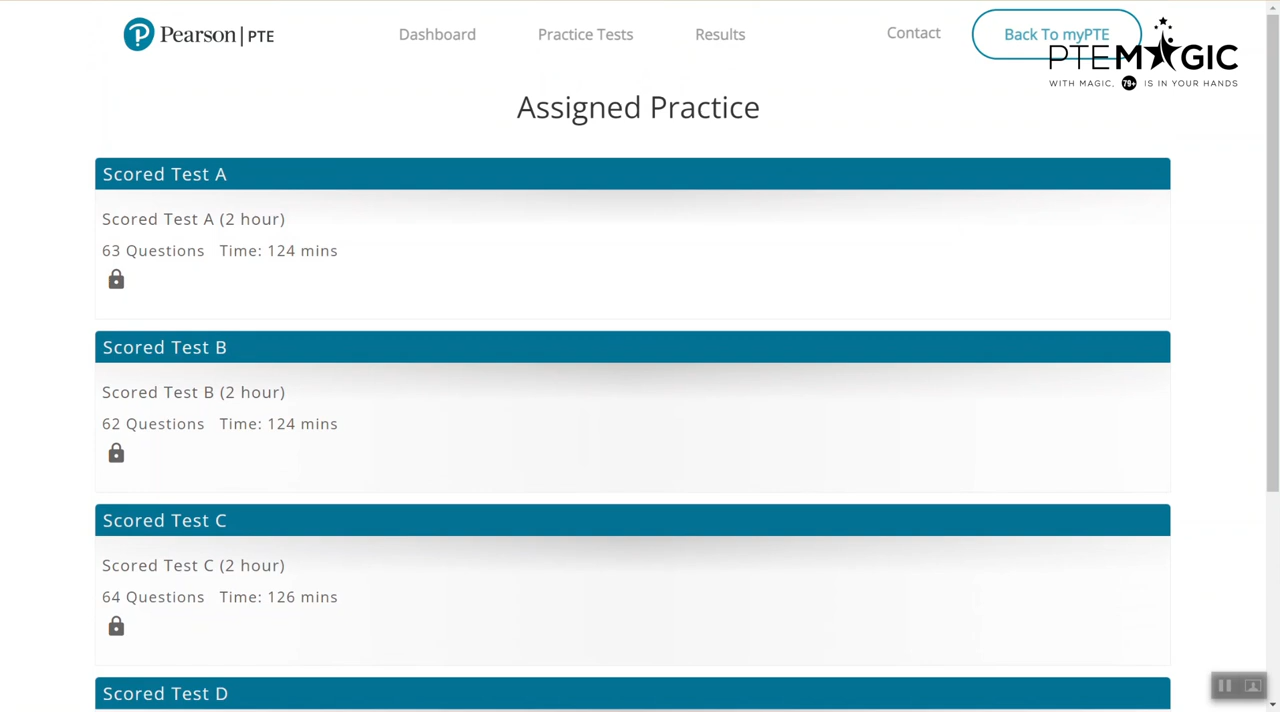 Pearson | PTE
Dashboard
Practice Tests
Results
Contact
Back To myPTE
PTE MAGIC
WITH MAGIC, 79+ IS IN YOUR HANDS
Assigned Practice
Scored Test A
Scored Test A (2 hour)
63 Questions Time: 124 mins
Scored Test B
Scored Test B (2 hour)
62 Questions Time: 124 mins
Scored Test C
Scored Test C (2 hour)
64 Questions Time: 126 mins
Scored Test D